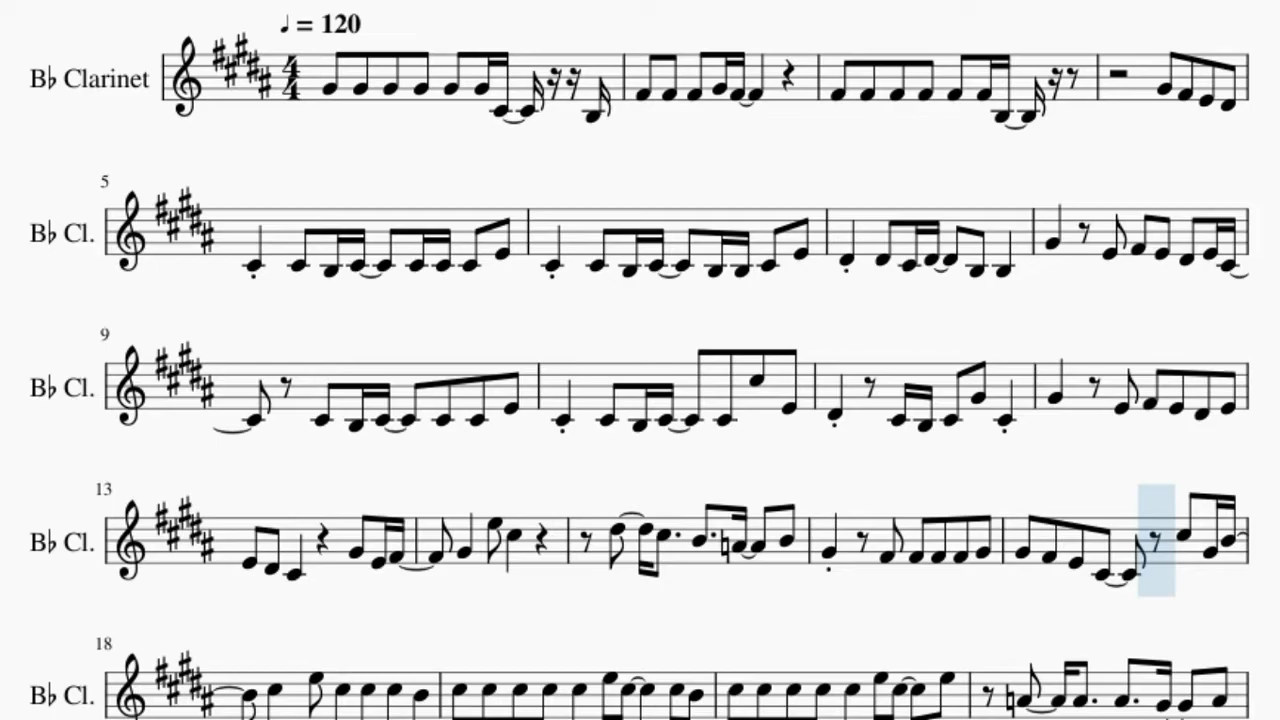 ♩ = 120
B♭ Clarinet
4
4
5
B♭ Cl.
9
B♭ Cl.
13
B♭ Cl.
18
B♭ Cl.